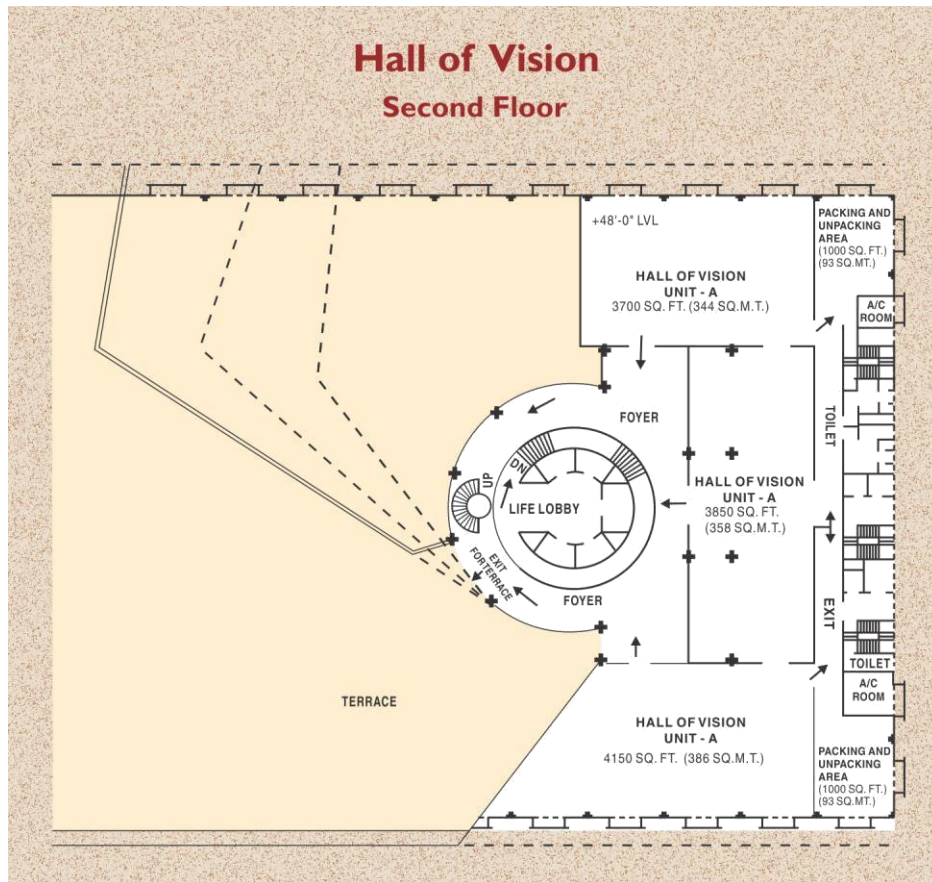 Hall of Vision
Second Floor
+48'-0" LVL
HALL OF VISION
UNIT - A
3700 SQ. FT. (344 SQ.M.T.)
PACKING AND
UNPACKING
AREA
(1000 SQ. FT.)
(93 SQ.MT.)
A/C
ROOM
TOILET
FOYER
DN
UP
LIFE LOBBY
HALL OF VISION
UNIT - A
3850 SQ. FT.
(358 SQ.M.T.)
EXIT
FORTERRACE
FOYER
EXIT
TOILET
A/C
ROOM
TERRACE
HALL OF VISION
UNIT - A
4150 SQ. FT. (386 SQ.M.T.)
PACKING AND
UNPACKING
AREA
(1000 SQ. FT.)
(93 SQ.MT.)